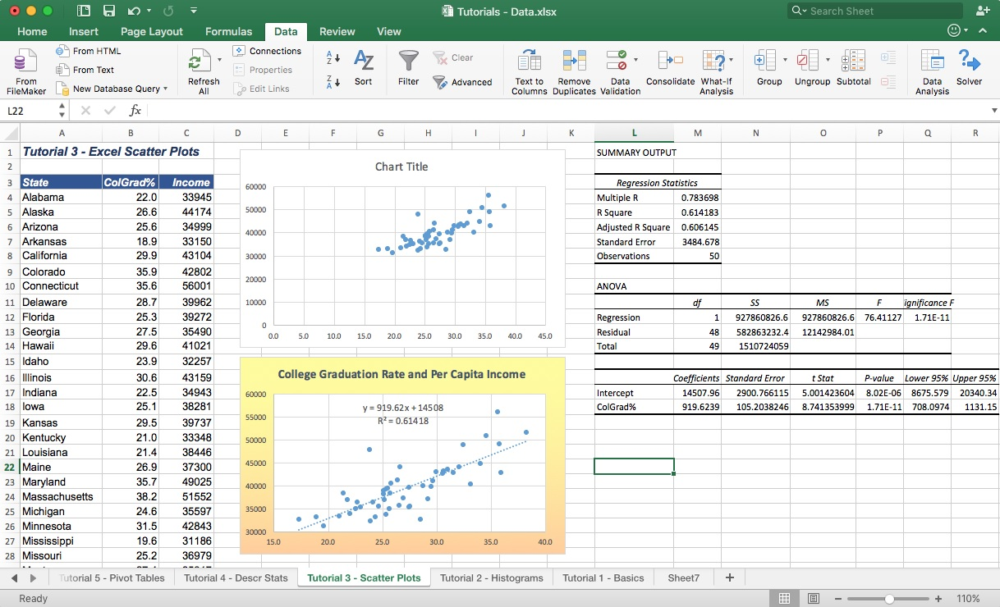 Tutorials - Data.xlsx
Search Sheet
Home Insert Page Layout Formulas Data Review View
From HTML
From Text
New Database Query
From FileMaker
Refresh All
Connections
Properties
Edit Links
A Z
Z A
A Z
Sort
Filter
Clear
Advanced
Text to Columns
Remove Duplicates
Data Validation
Consolidate
What-If Analysis
Group
Ungroup
Subtotal
Data Analysis
Solver
L22
fx
A B C D E F G H I J K L M N O P Q R
1 Tutorial 3 - Excel Scatter Plots
2
3 State ColGrad% Income
4 Alabama 22.0 33945
5 Alaska 26.6 44174
6 Arizona 25.6 34999
7 Arkansas 18.9 33150
8 California 29.9 43104
9 Colorado 35.9 42802
10 Connecticut 35.6 56001
11 Delaware 28.7 39962
12 Florida 25.3 39272
13 Georgia 27.5 35490
14 Hawaii 29.6 41021
15 Idaho 23.9 32257
16 Illinois 30.6 43159
17 Indiana 22.5 34943
18 Iowa 25.1 38281
19 Kansas 29.5 39737
20 Kentucky 21.0 33348
21 Louisiana 21.4 38446
22 Maine 26.9 37300
23 Maryland 35.7 49025
24 Massachusetts 38.2 51552
25 Michigan 24.6 35597
26 Minnesota 31.5 42843
27 Mississippi 19.6 31186
28 Missouri 25.2 36979
Chart Title
60000
50000
40000
30000
20000
10000
0
0.0 5.0 10.0 15.0 20.0 25.0 30.0 35.0 40.0 45.0
College Graduation Rate and Per Capita Income
y = 919.62x + 14508
R² = 0.61418
60000
55000
50000
45000
40000
35000
30000
15.0 20.0 25.0 30.0 35.0 40.0
SUMMARY OUTPUT
Regression Statistics
Multiple R 0.783698
R Square 0.614183
Adjusted R Square 0.606145
Standard Error 3484.678
Observations 50
ANOVA
df SS MS F ignificance F
Regression 1 927860826.6 927860826.6 76.41127 1.71E-11
Residual 48 582863232.4 12142984.01
Total 49 1510724059
Coefficients Standard Error t Stat P-value Lower 95% Upper 95%
Intercept 14507.96 2900.766115 5.001423604 8.02E-06 8675.579 20340.34
ColGrad% 919.6239 105.2038246 8.741353999 1.71E-11 708.0974 1131.15
Tutorial 5 - Pivot Tables Tutorial 4 - Descr Stats Tutorial 3 - Scatter Plots Tutorial 2 - Histograms Tutorial 1 - Basics Sheet7 +
Ready
110%